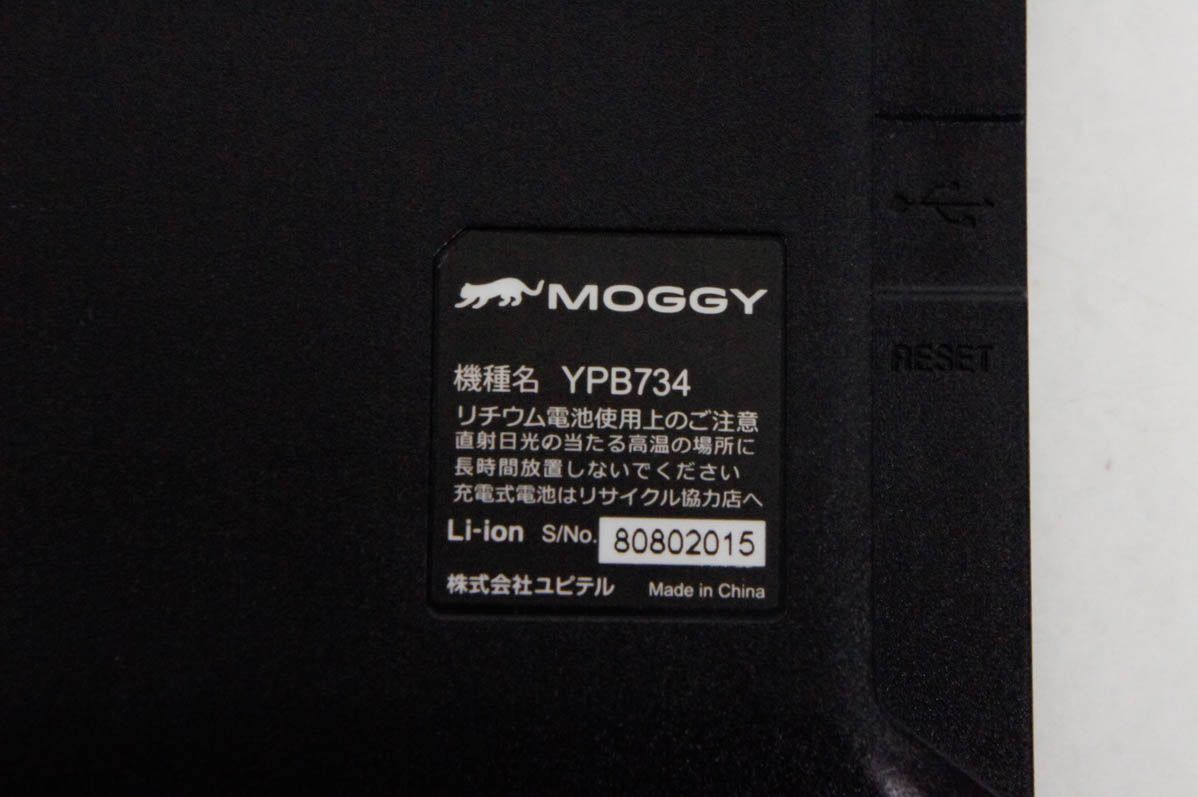 MOGGY
機種名 YPB734
リチウム電池使用上のご注意
直射日光の当たる高温の場所に
長時間放置しないでください
充電式電池はリサイクル協力店へ
Li-ion S/No. 80802015
株式会社ユピテル Made in China
RESET